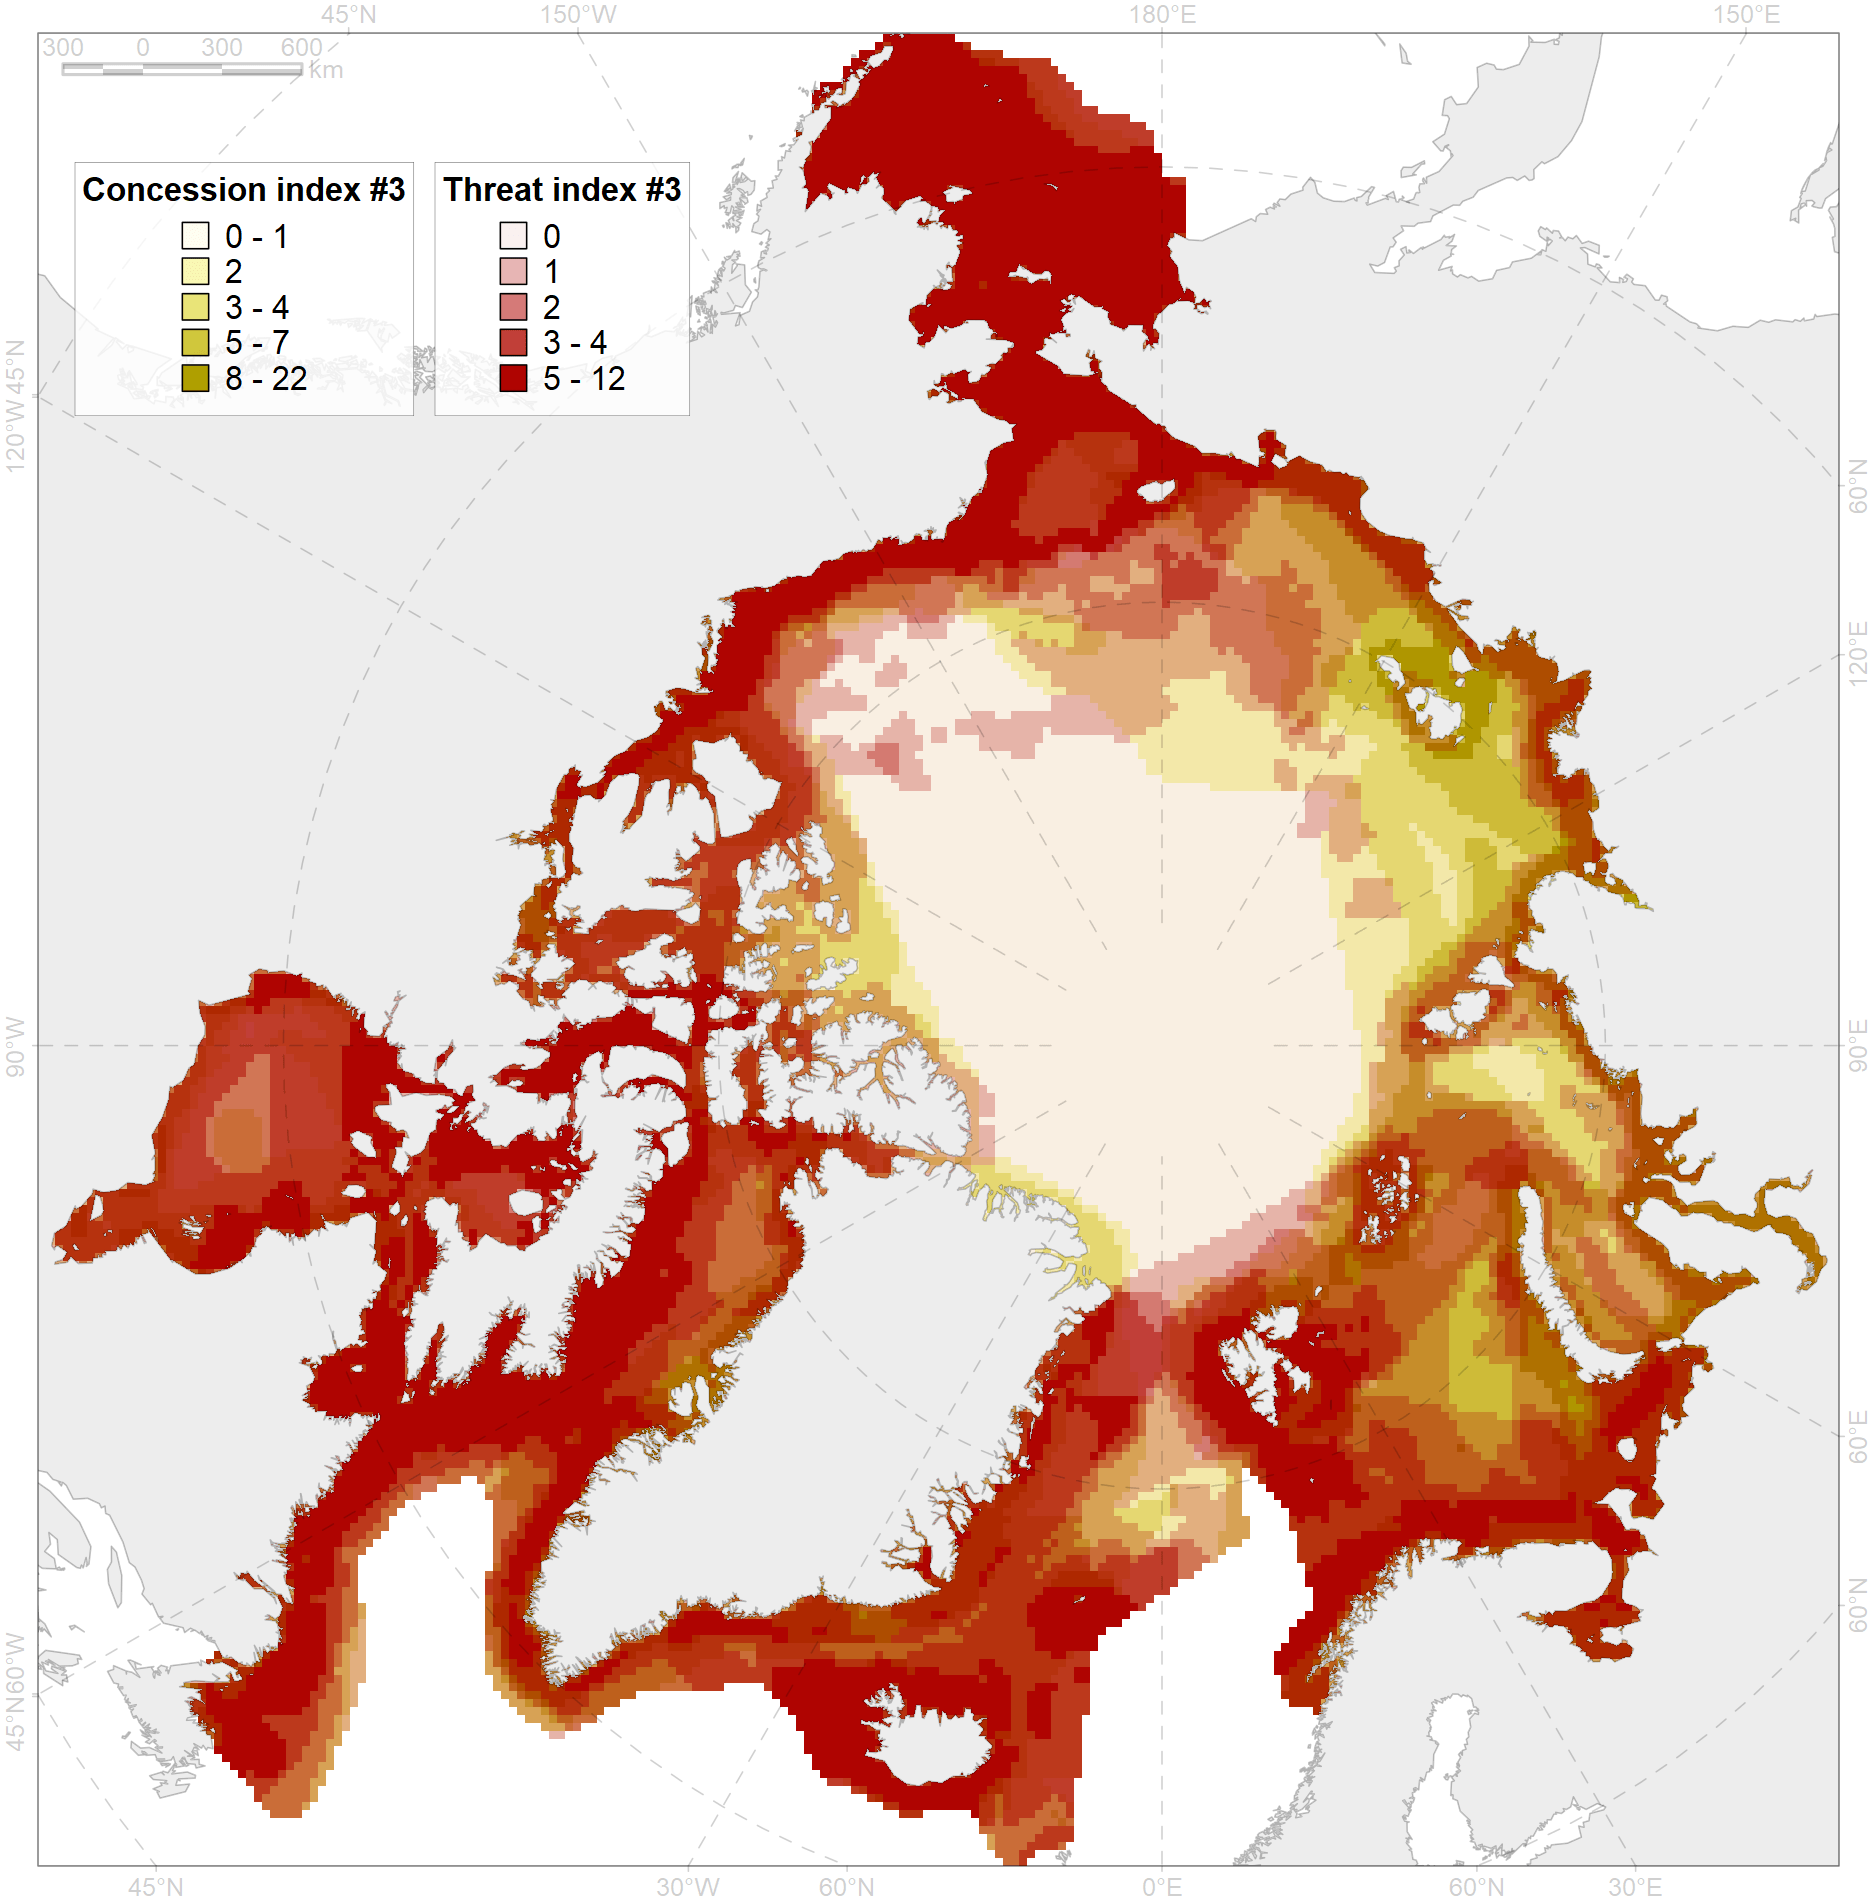 45°N 150°W 180°E 150°E
300 0 300 600
km
Concession index #3
0 - 1
2
3 - 4
5 - 7
8 - 22
Threat index #3
0
1
2
3 - 4
5 - 12
45°N
120°W
90°W
60°W
45°N
60°N
120°E
90°E
60°E
60°N
45°N 30°W 60°N 0°E 60°N 30°E